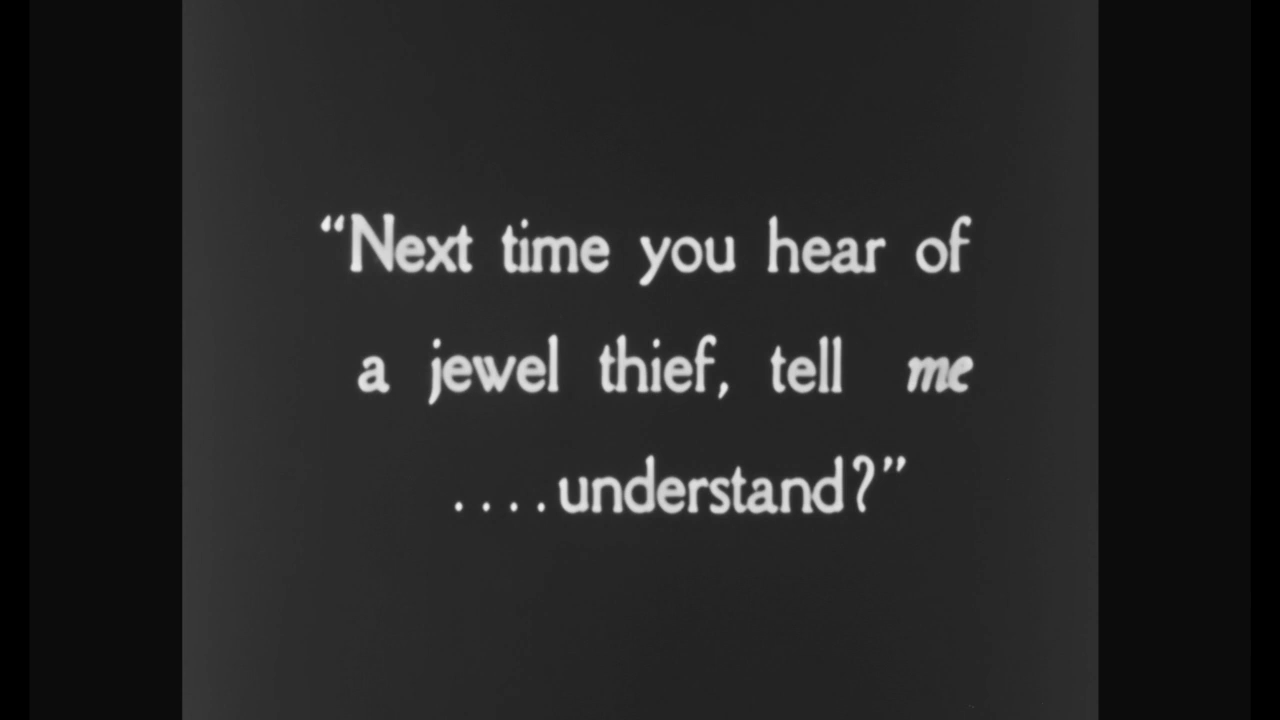 “Next time you hear of
a jewel thief, tell me
....understand?”